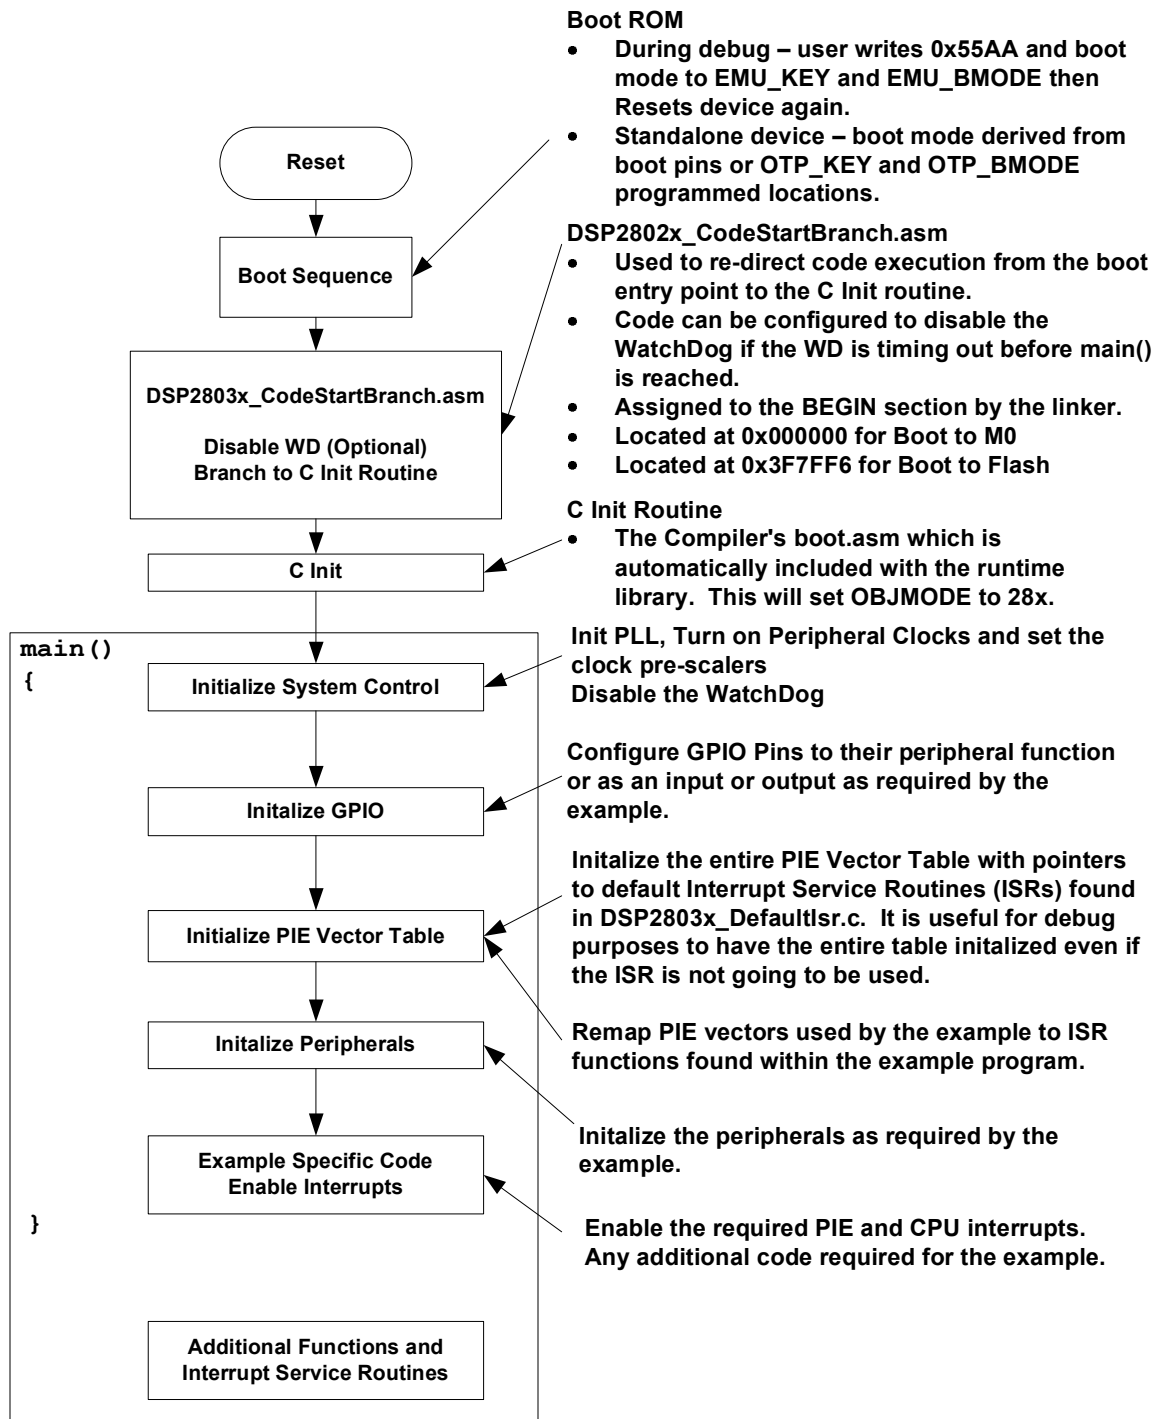 Boot ROM
• During debug – user writes 0x55AA and boot
mode to EMU_KEY and EMU_BMODE then
Resets device again.
• Standalone device – boot mode derived from
boot pins or OTP_KEY and OTP_BMODE
programmed locations.
Reset
Boot Sequence
DSP2802x_CodeStartBranch.asm
• Used to re-direct code execution from the boot
entry point to the C Init routine.
• Code can be configured to disable the
WatchDog if the WD is timing out before main()
is reached.
• Assigned to the BEGIN section by the linker.
• Located at 0x000000 for Boot to M0
• Located at 0x3F7FF6 for Boot to Flash
DSP2803x_CodeStartBranch.asm
Disable WD (Optional)
Branch to C Init Routine
C Init Routine
• The Compiler's boot.asm which is
automatically included with the runtime
library. This will set OBJMODE to 28x.
C Init
main()
{
Initialize System Control
Init PLL, Turn on Peripheral Clocks and set the
clock pre-scalers
Disable the WatchDog
Initalize GPIO
Configure GPIO Pins to their peripheral function
or as an input or output as required by the
example.
Initialize PIE Vector Table
Initalize the entire PIE Vector Table with pointers
to default Interrupt Service Routines (ISRs) found
in DSP2803x_DefaultIsr.c. It is useful for debug
purposes to have the entire table initalized even if
the ISR is not going to be used.
Remap PIE vectors used by the example to ISR
functions found within the example program.
Initalize Peripherals
Initalize the peripherals as required by the
example.
Example Specific Code
Enable Interrupts
Enable the required PIE and CPU interrupts.
Any additional code required for the example.
}
Additional Functions and
Interrupt Service Routines